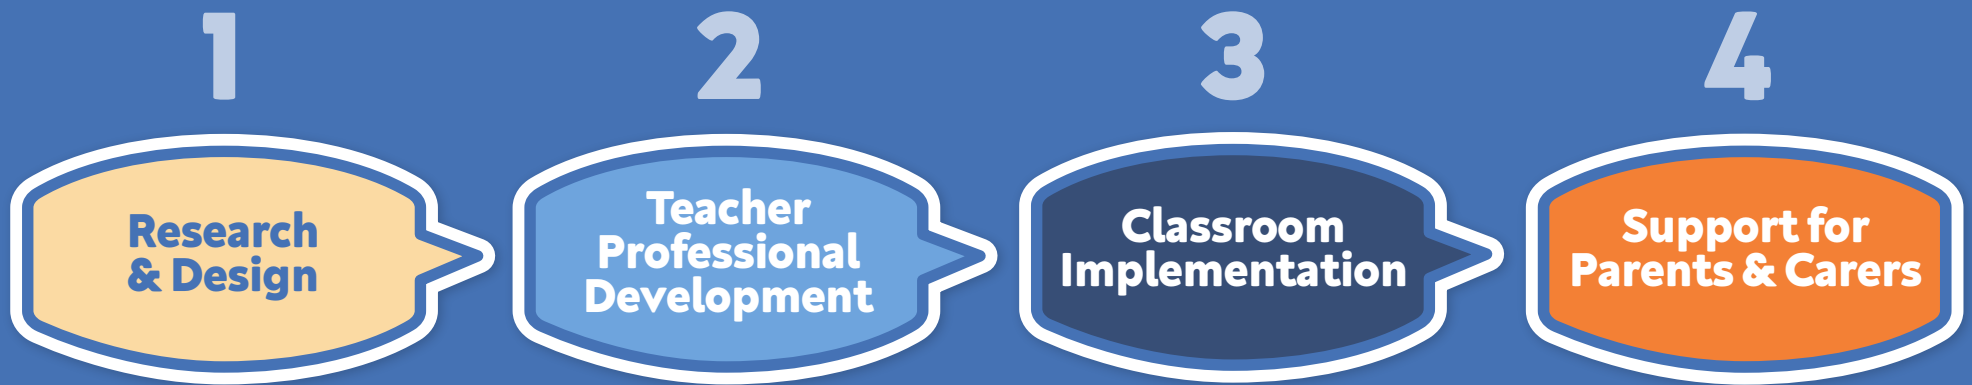 1
Research
& Design
2
Teacher
Professional
Development
3
Classroom
Implementation
4
Support for
Parents & Carers